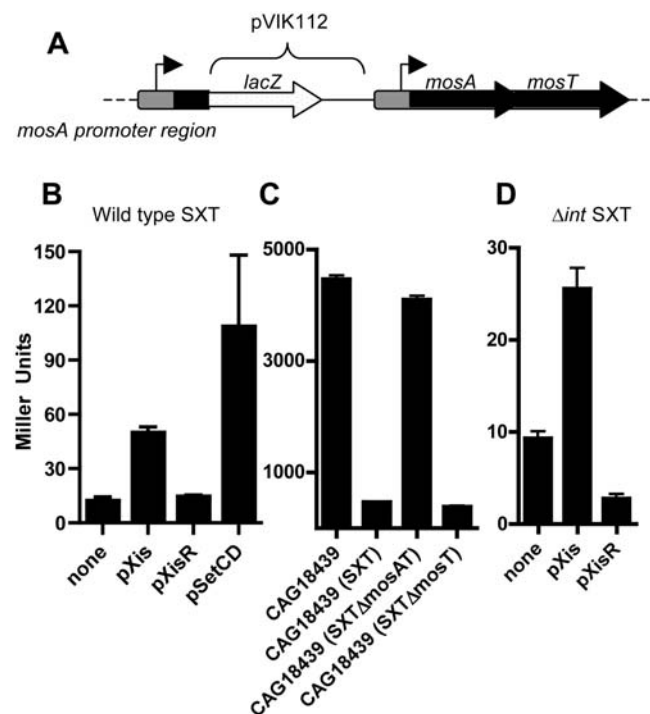 pVIK112
A
lacZ
mosA
mosT
mosA promoter region
B
Wild type SXT
C
D
Δint SXT
Miller Units
150
120
90
60
30
0
none
pXis
pXisR
pSetCD
5000
3000
1000
CAG18439
CAG18439 (SXT)
CAG18439 (SXTΔmosAT)
CAG18439 (SXTΔmosT)
30
20
10
0
none
pXis
pXisR